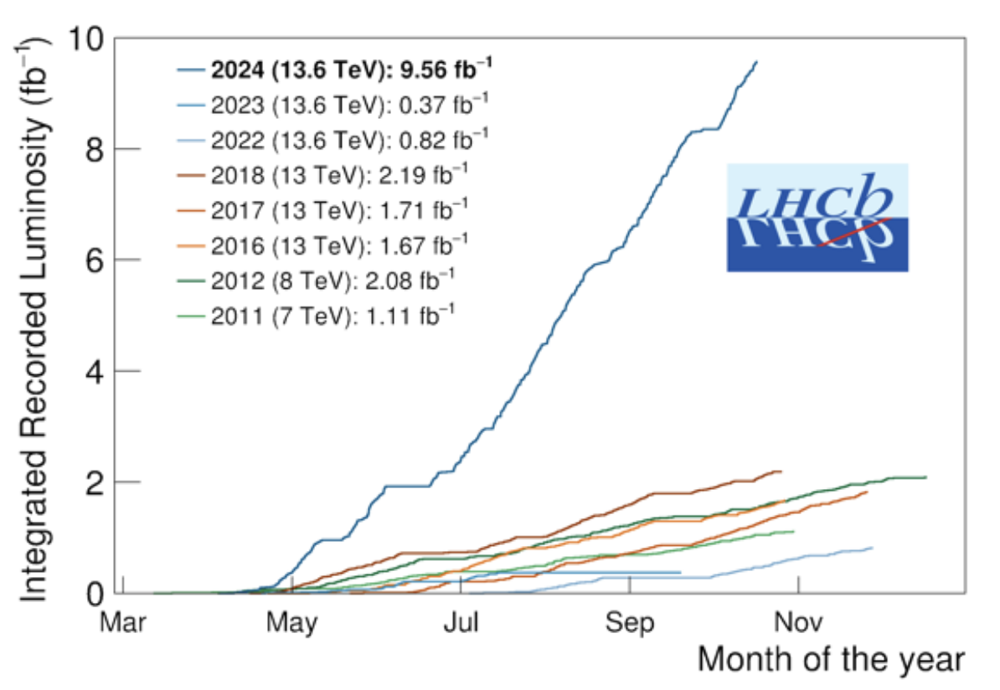 Integrated Recorded Luminosity (fb⁻¹)
10
8
6
4
2
0
2024 (13.6 TeV): 9.56 fb⁻¹
2023 (13.6 TeV): 0.37 fb⁻¹
2022 (13.6 TeV): 0.82 fb⁻¹
2018 (13 TeV): 2.19 fb⁻¹
2017 (13 TeV): 1.71 fb⁻¹
2016 (13 TeV): 1.67 fb⁻¹
2012 (8 TeV): 2.08 fb⁻¹
2011 (7 TeV): 1.11 fb⁻¹
LHCb
LHCb
Mar May Jul Sep Nov
Month of the year